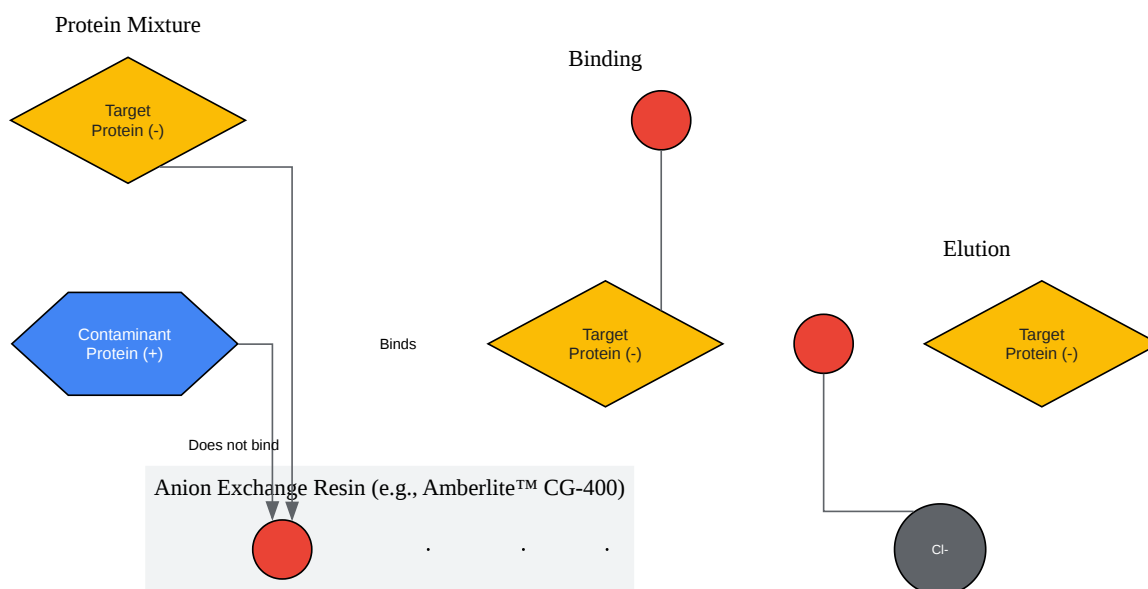 Protein Mixture
Target
Protein (-)
Contaminant
Protein (+)
Does not bind
Binds
Anion Exchange Resin (e.g., Amberlite™ CG-400)
Binding
Target
Protein (-)
Elution
Target
Protein (-)
Cl-